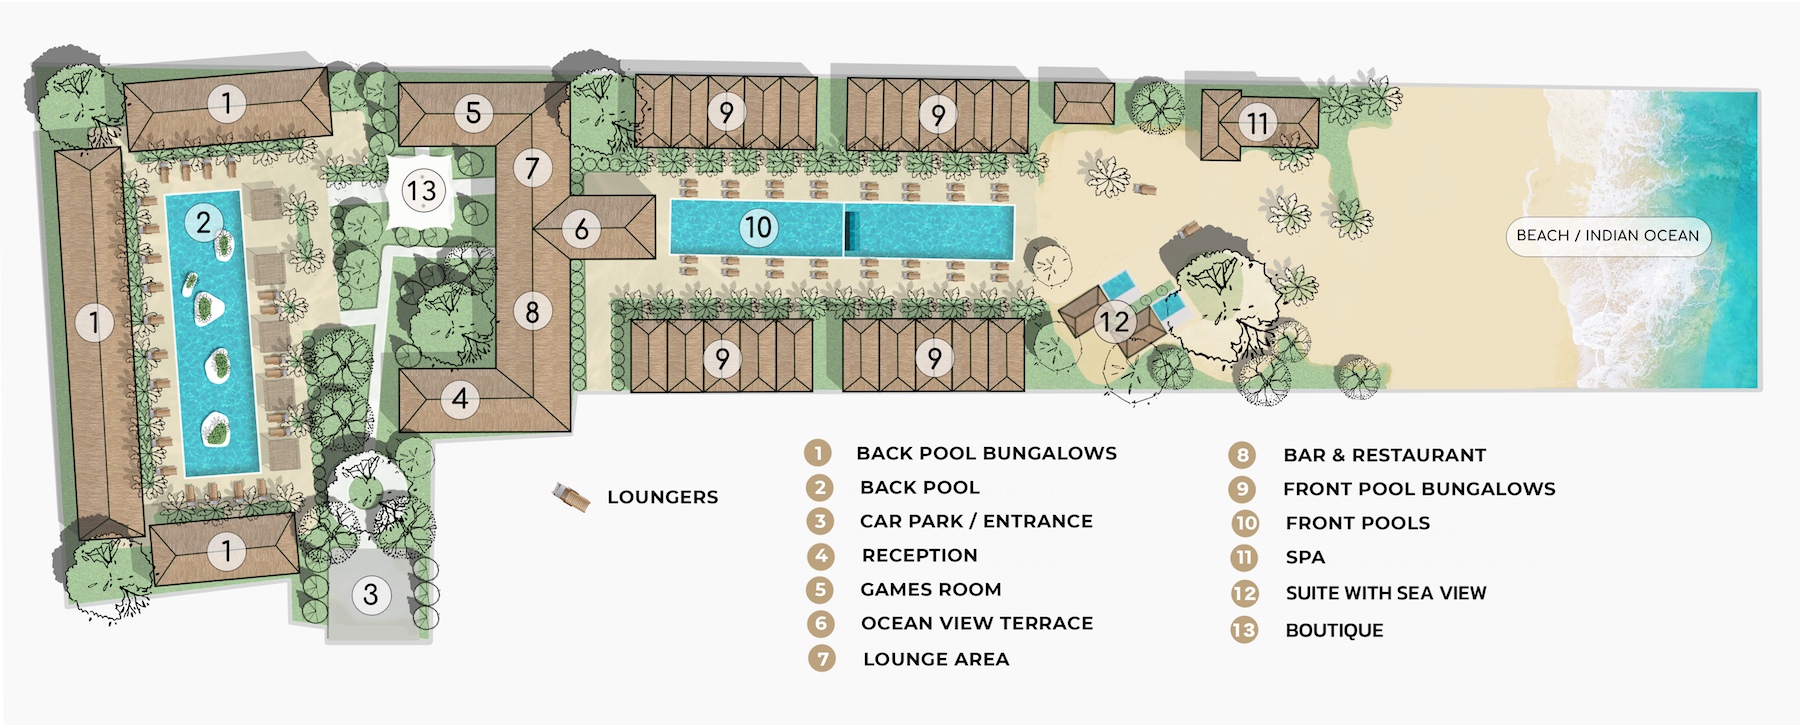 1
5
9
9
11
7
13
2
6
10
BEACH / INDIAN OCEAN
1
8
12
9
9
4
1
3
LOUNGERS
1 BACK POOL BUNGALOWS
2 BACK POOL
3 CAR PARK / ENTRANCE
4 RECEPTION
5 GAMES ROOM
6 OCEAN VIEW TERRACE
7 LOUNGE AREA
8 BAR & RESTAURANT
9 FRONT POOL BUNGALOWS
10 FRONT POOLS
11 SPA
12 SUITE WITH SEA VIEW
13 BOUTIQUE